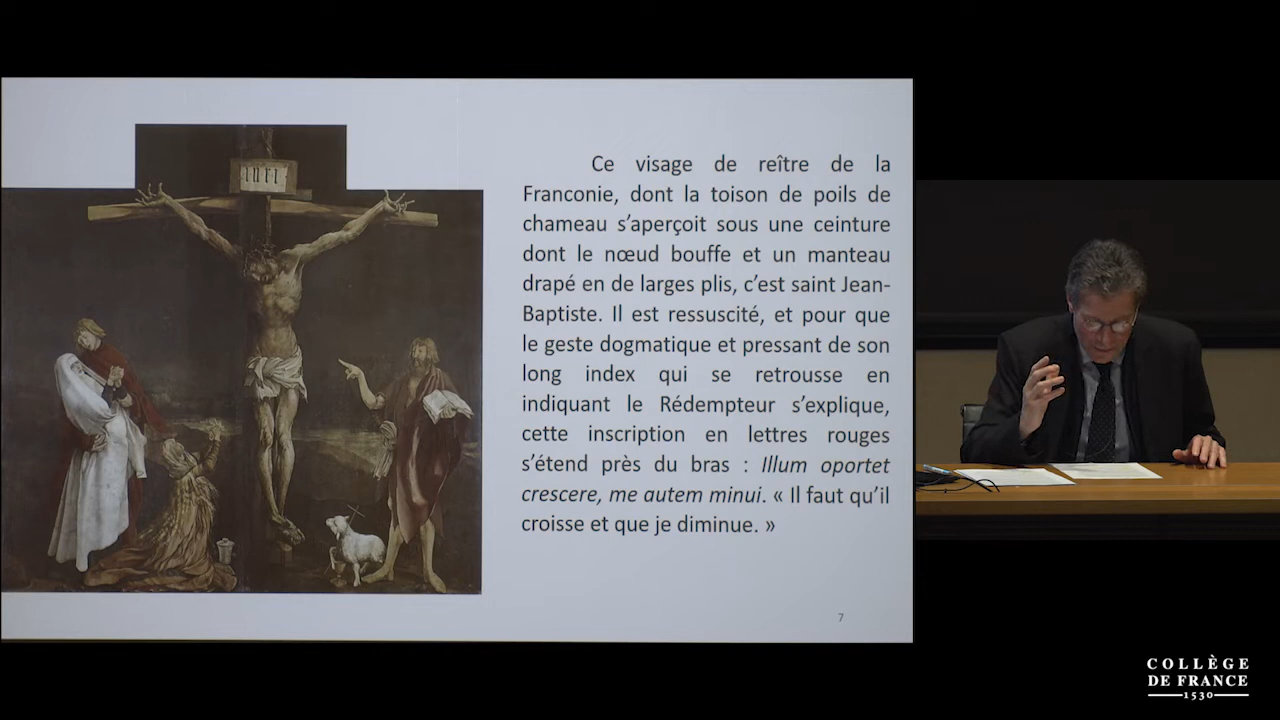 INRI
Ce visage de reître de la
Franconie, dont la toison de poils de
chameau s’aperçoit sous une ceinture
dont le nœud bouffe et un manteau
drapé en de larges plis, c’est saint Jean-
Baptiste. Il est ressuscité, et pour que
le geste dogmatique et pressant de son
long index qui se retrousse en
indiquant le Rédempteur s’explique,
cette inscription en lettres rouges
s’étend près du bras : Illum oportet
crescere, me autem minui. « Il faut qu’il
croisse et que je diminue. »
7
COLLÈGE
DE FRANCE
1530